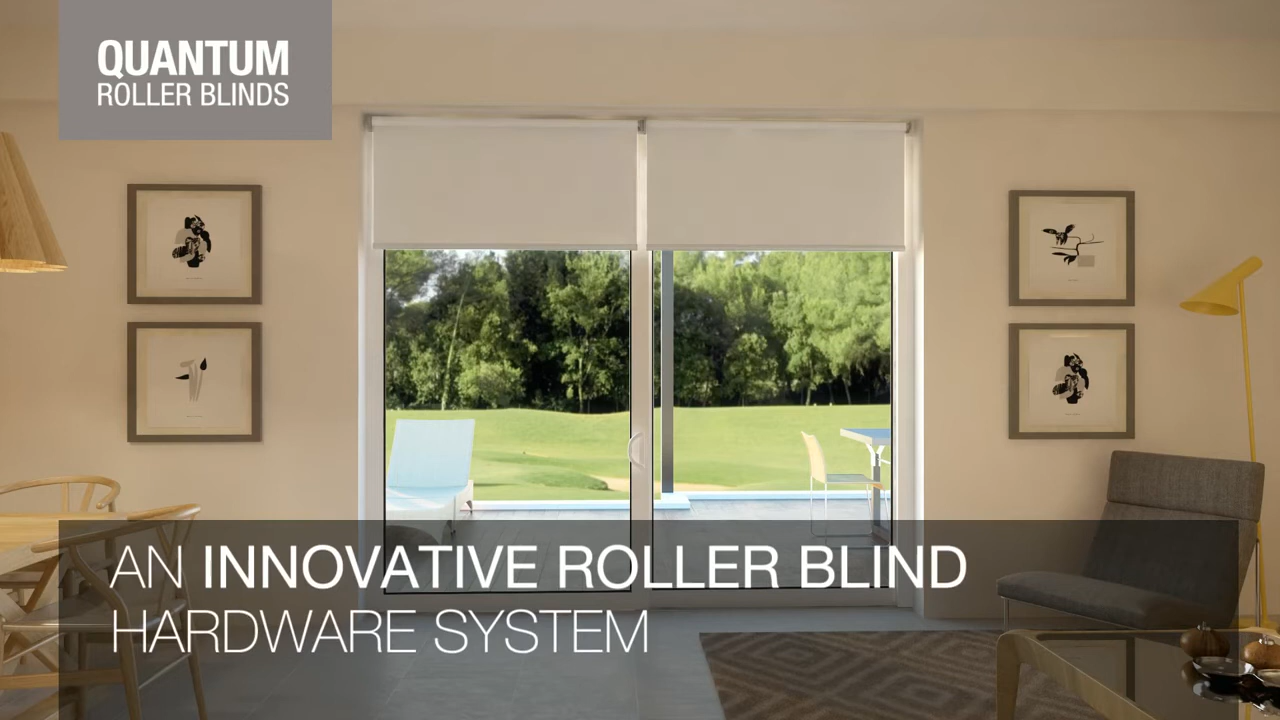 QUANTUM
ROLLER BLINDS
AN INNOVATIVE ROLLER BLIND
HARDWARE SYSTEM